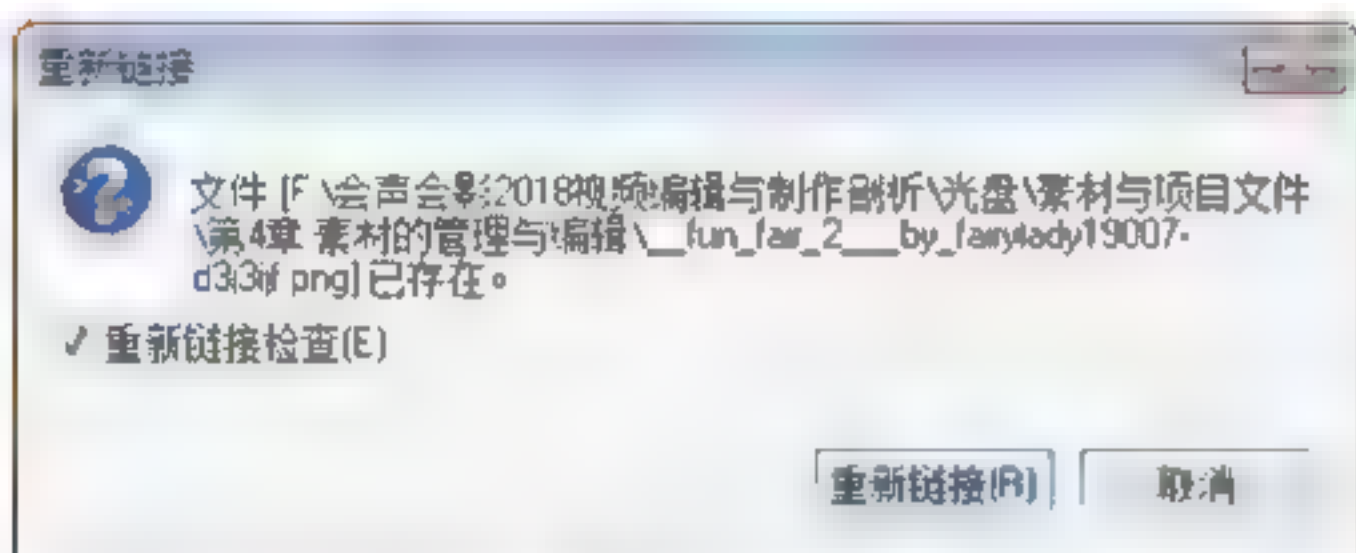 重新链接
文件 [F:\会声会影2018视频编辑与制作剖析\光盘\素材与项目文件
\第4章 素材的管理与编辑\__fun_fair_2___by_fairylady19007-
png] 已存在。
✓ 重新链接检查(E)
重新链接(R) 取消